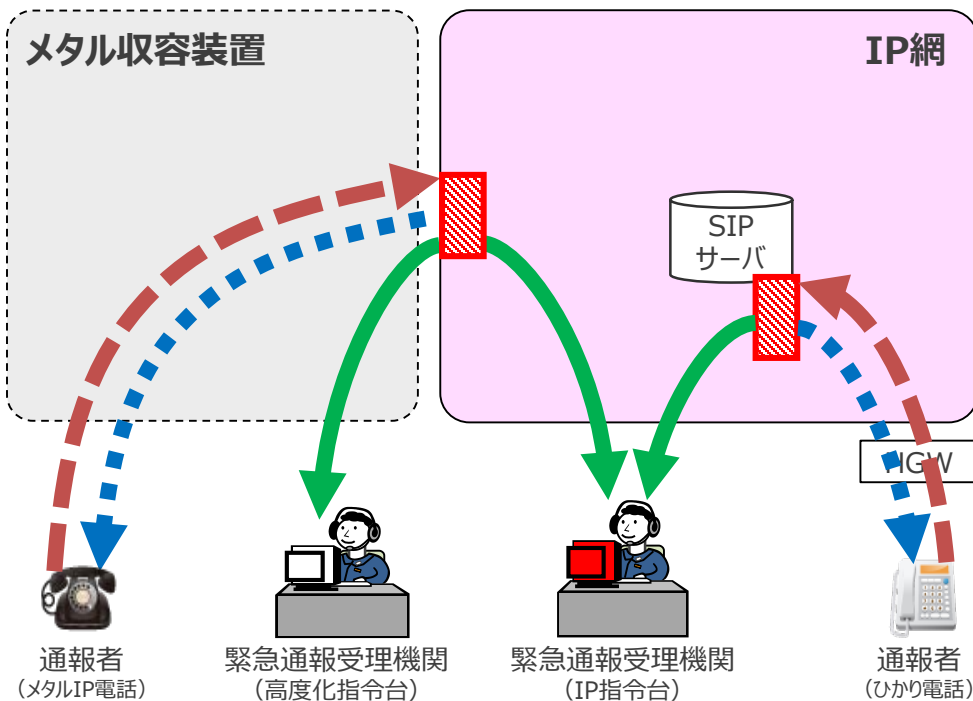 メタル収容装置
IP網
SIP
サーバ
HGW
通報者
（メタルIP電話）
緊急通報受理機関
（高度化指令台）
緊急通報受理機関
（IP指令台）
通報者
（ひかり電話）